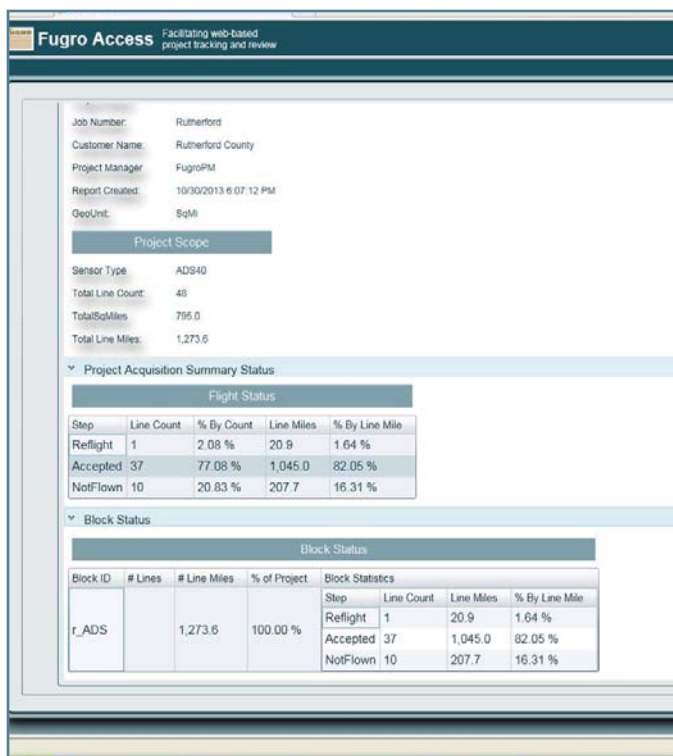 Fugro Access Facilitating web-based
project tracking and review
Job Number: Rutherford
Customer Name: Rutherford County
Project Manager FugroPM
Report Created: 10/30/2013 6:07:12 PM
GeoUnit: SqMi
Project Scope
Sensor Type ADS40
Total Line Count: 48
TotalSqMiles 795.0
Total Line Miles: 1,273.6
Project Acquisition Summary Status
Flight Status
Step Line Count % By Count Line Miles % By Line Mile
Reflight 1 2.08 % 20.9 1.64 %
Accepted 37 77.08 % 1,045.0 82.05 %
NotFlown 10 20.83 % 207.7 16.31 %
Block Status
Block Status
Block ID # Lines # Line Miles % of Project Block Statistics
Step Line Count Line Miles % By Line Mile
Reflight 1 20.9 1.64 %
r_ADS 1,273.6 100.00 % Accepted 37 1,045.0 82.05 %
NotFlown 10 207.7 16.31 %